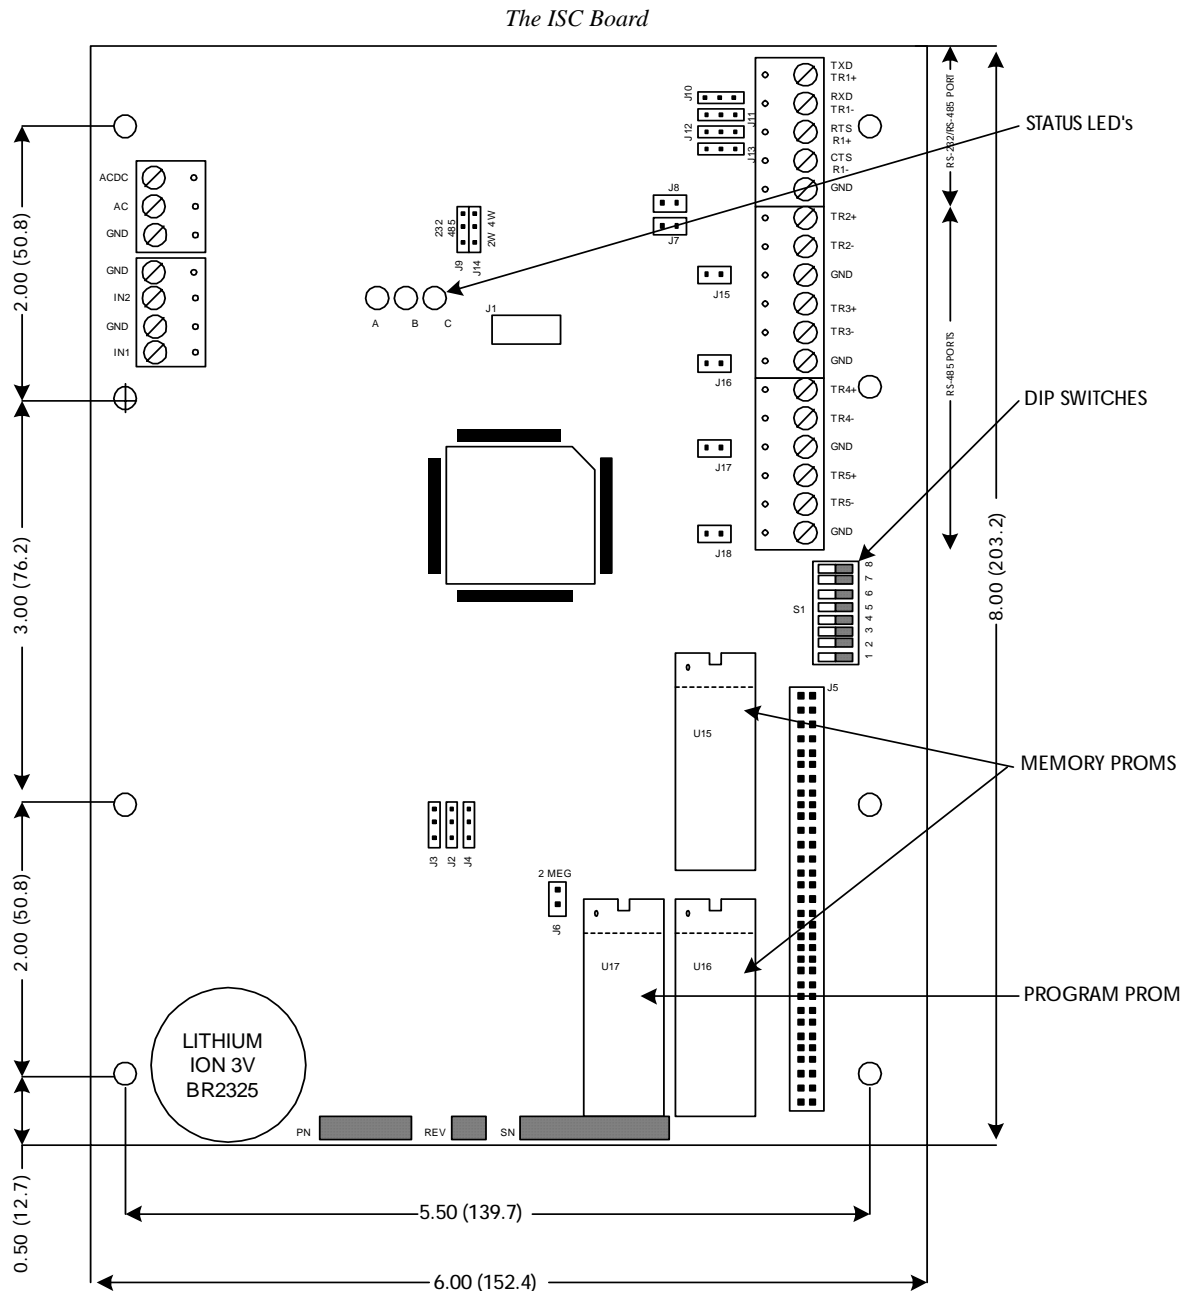 The ISC Board
TXD
TR1+
RXD
TR1-
RTS
R1+
CTS
R1-
GND
TR2+
TR2-
GND
TR3+
TR3-
GND
TR4+
TR4-
GND
TR5+
TR5-
GND
RS-232/RS-485 PORT
RS-485 PORTS
J10
J11
J12
J13
J8
J7
J15
J16
J17
J18
STATUS LED's
DIP SWITCHES
MEMORY PROMS
PROGRAM PROM
ACDC
AC
GND
GND
IN2
GND
IN1
232
485
2W 4W
J9
J14
A B C
J1
S1
8
7
6
5
4
3
2
1
J5
U15
J3
J2
J4
2 MEG
J6
U17
U16
LITHIUM
ION 3V
BR2325
PN
REV
SN
2.00 (50.8)
3.00 (76.2)
2.00 (50.8)
0.50 (12.7)
8.00 (203.2)
5.50 (139.7)
6.00 (152.4)